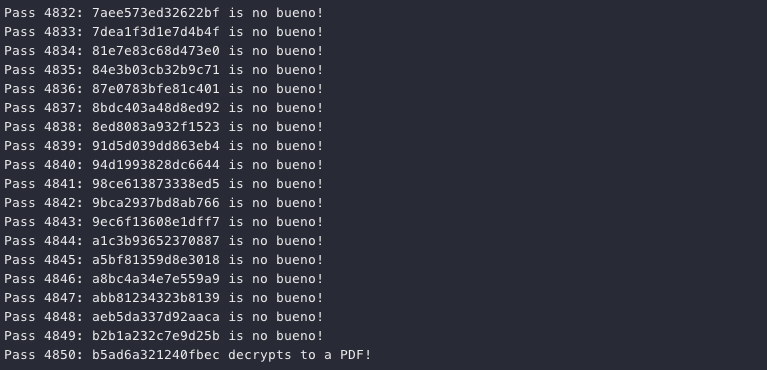 Pass 4832: 7aee573ed32622bf is no bueno!
Pass 4833: 7dea1f3d1e7d4b4f is no bueno!
Pass 4834: 81e7e83c68d473e0 is no bueno!
Pass 4835: 84e3b03cb32b9c71 is no bueno!
Pass 4836: 87e0783bfe81c401 is no bueno!
Pass 4837: 8bdc403a48d8ed92 is no bueno!
Pass 4838: 8ed8083a932f1523 is no bueno!
Pass 4839: 91d5d039dd863eb4 is no bueno!
Pass 4840: 94d1993828dc6644 is no bueno!
Pass 4841: 98ce613873338ed5 is no bueno!
Pass 4842: 9bca2937bd8ab766 is no bueno!
Pass 4843: 9ec6f13608e1dff7 is no bueno!
Pass 4844: a1c3b93652370887 is no bueno!
Pass 4845: a5bf81359d8e3018 is no bueno!
Pass 4846: a8bc4a34e7e559a9 is no bueno!
Pass 4847: abb81234323b8139 is no bueno!
Pass 4848: aeb5da337d92aaca is no bueno!
Pass 4849: b2b1a232c7e9d25b is no bueno!
Pass 4850: b5ad6a321240fbec decrypts to a PDF!